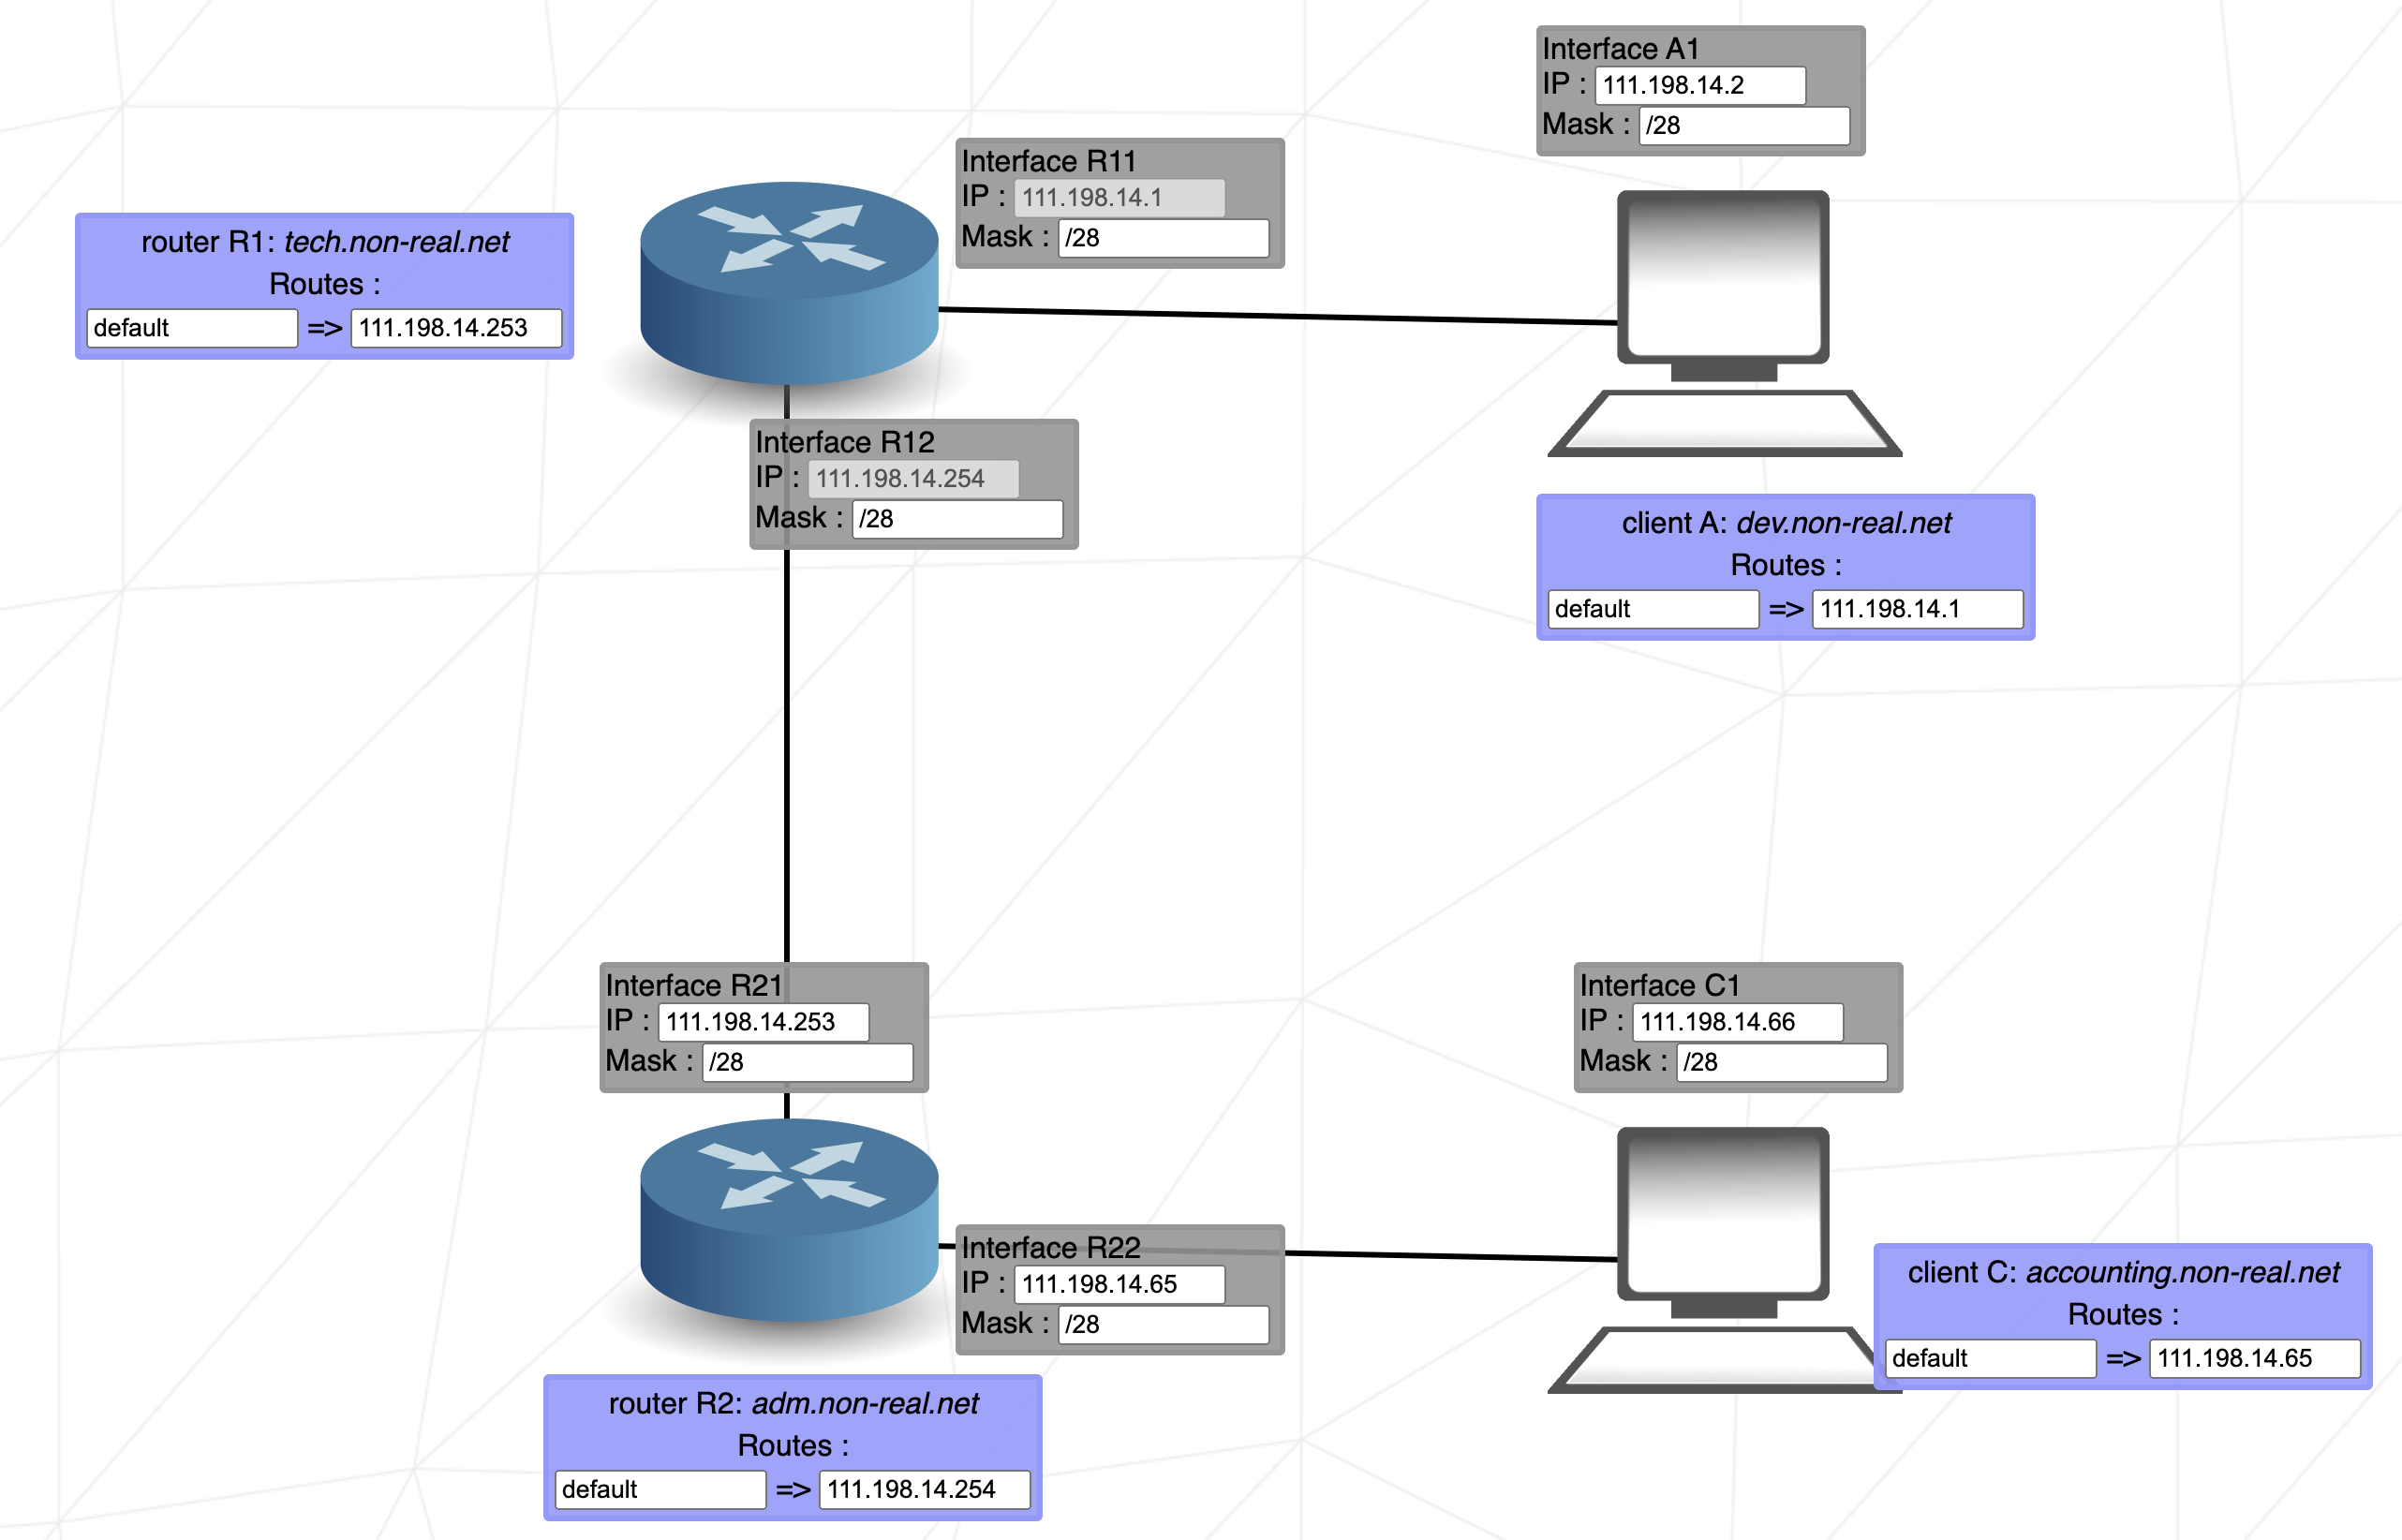 Interface A1
IP : 111.198.14.2
Mask : /28
Interface R11
IP : 111.198.14.1
Mask : /28
router R1: tech.non-real.net
Routes :
default => 111.198.14.253
Interface R12
IP : 111.198.14.254
Mask : /28
client A: dev.non-real.net
Routes :
default => 111.198.14.1
Interface R21
IP : 111.198.14.253
Mask : /28
Interface C1
IP : 111.198.14.66
Mask : /28
Interface R22
IP : 111.198.14.65
Mask : /28
client C: accounting.non-real.net
Routes :
default => 111.198.14.65
router R2: adm.non-real.net
Routes :
default => 111.198.14.254